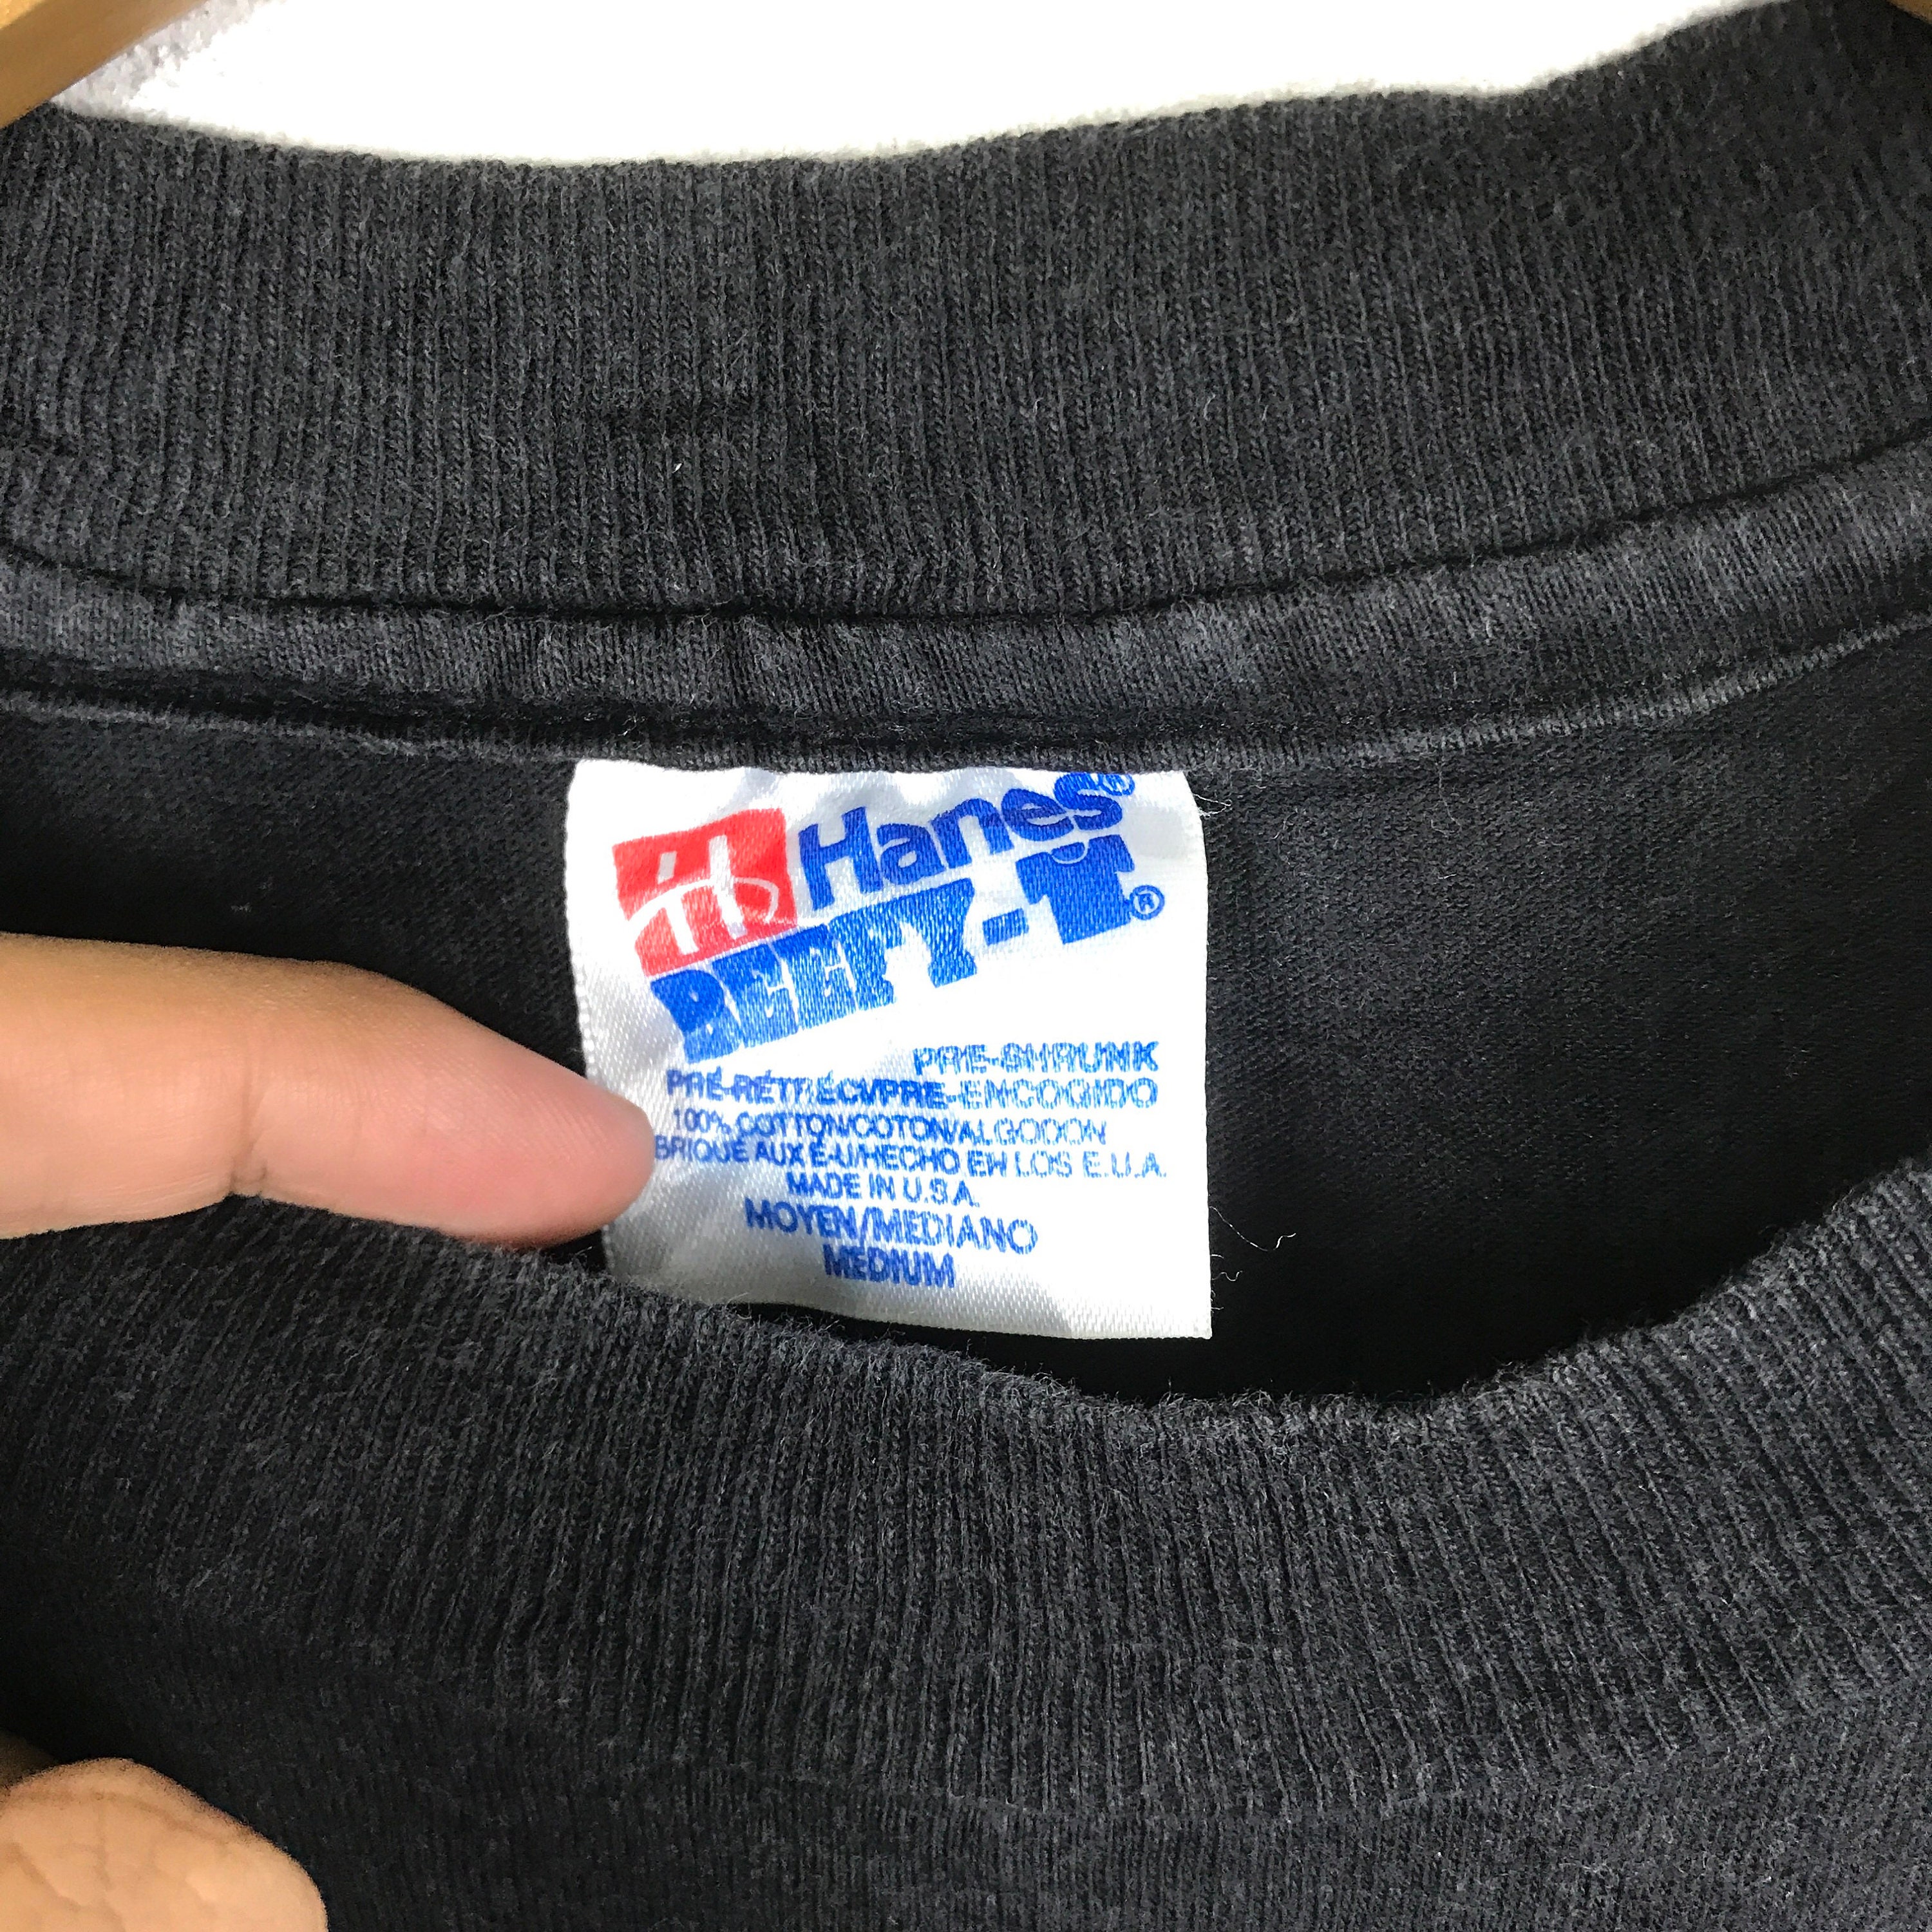 Hanes®
BEEFY-T®
PRE-SHRUNK
PRÉ-RÉTRÉCI/PRE-ENCOGIDO
100% COTTON/COTON/ALGODON
BRIQUÉ AUX É-U/HECHO EN LOS E.U.A.
MADE IN U.S.A.
MOYEN/MEDIANO
MEDIUM